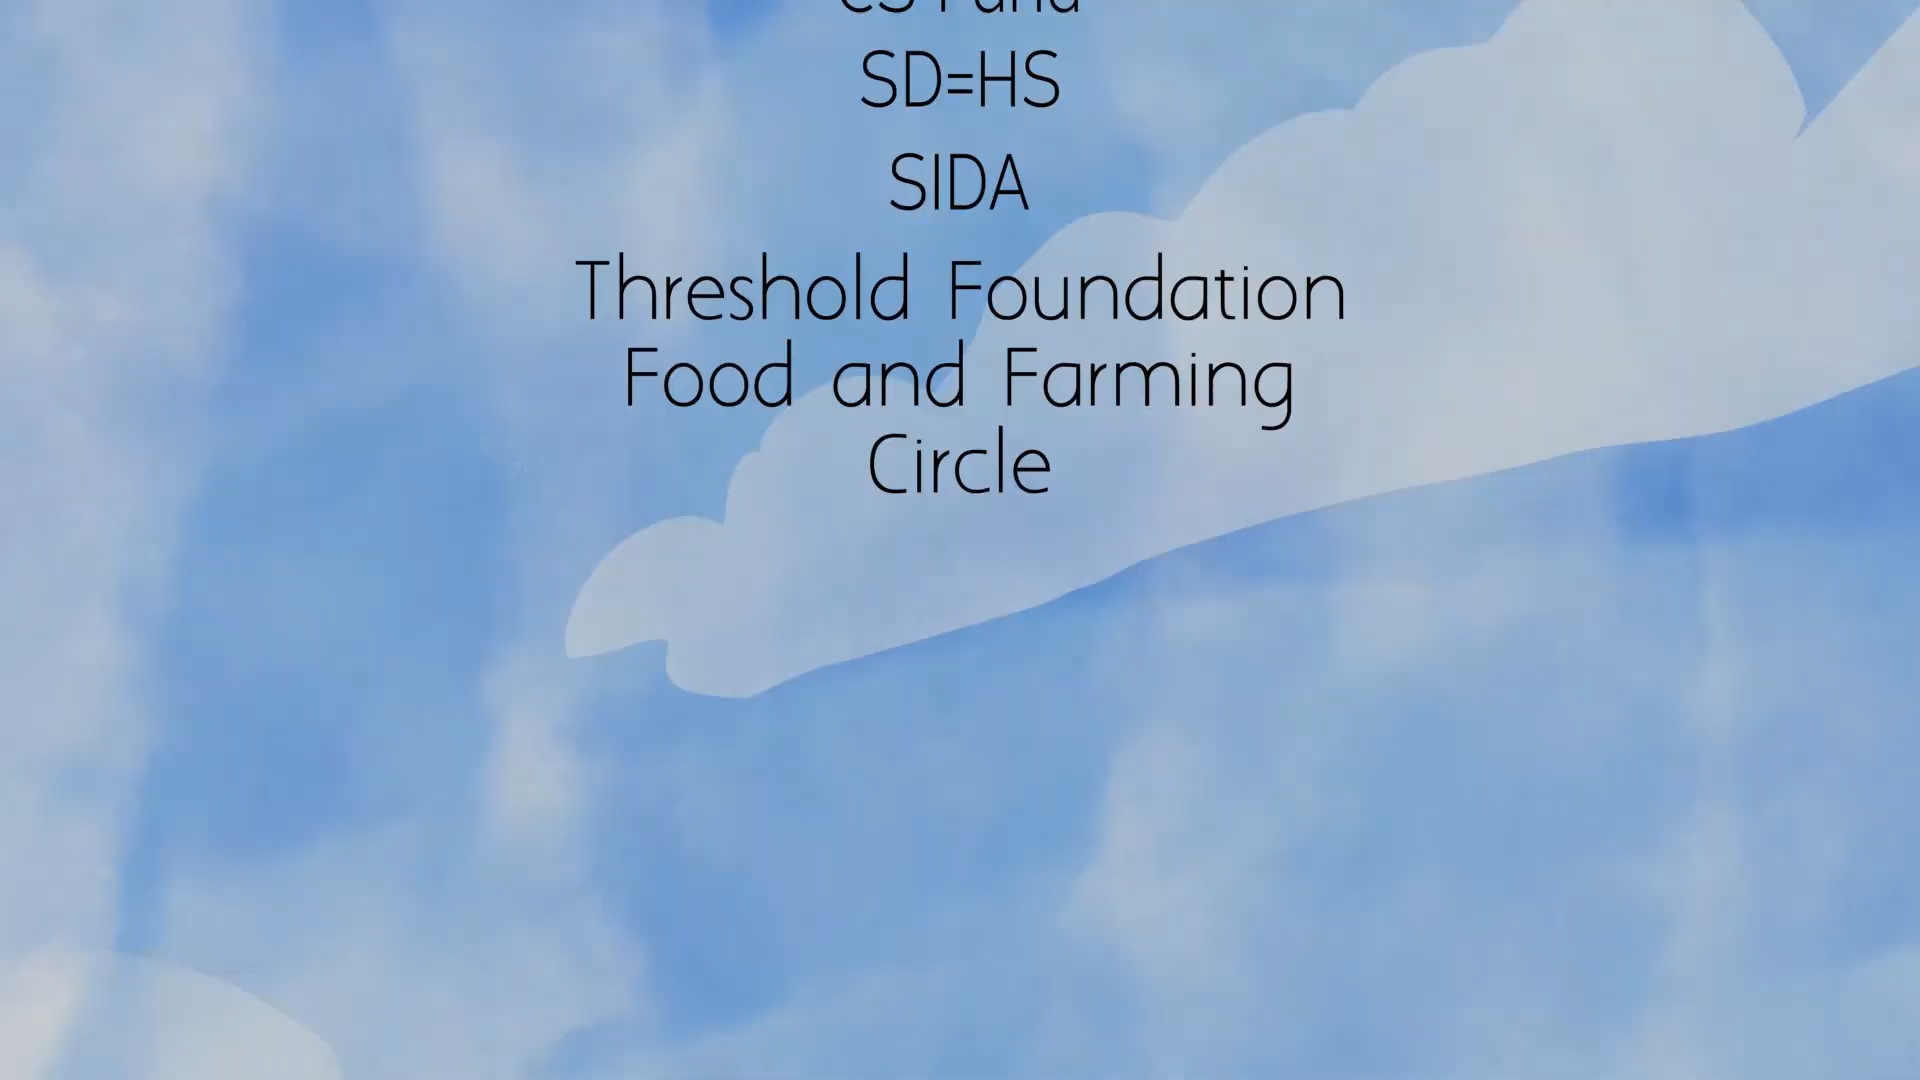 SD=HS
SIDA
Threshold Foundation
Food and Farming
Circle